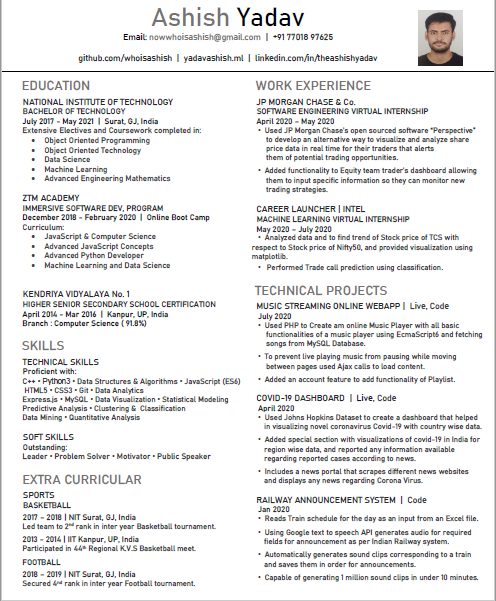 Ashish Yadav
Email: nowwhoisashish@gmail.com | +91 77018 97625
github.com/whoisashish | yadavashish.ml | linkedin.com/in/theashishyadav
EDUCATION
NATIONAL INSTITUTE OF TECHNOLOGY
BACHELOR OF TECHNOLOGY
July 2017 - May 2021 | Surat, GJ, India
Extensive Electives and Coursework completed in:
• Object Oriented Programming
• Object Oriented Technology
• Data Science
• Machine Learning
• Advanced Engineering Mathematics
ZTM ACADEMY
IMMERSIVE SOFTWARE DEV, PROGRAM
December 2018 - February 2020 | Online Boot Camp
Curriculum:
• JavaScript & Computer Science
• Advanced JavaScript Concepts
• Advanced Python Developer
• Machine Learning and Data Science
KENDRIYA VIDYALAYA No. 1
HIGHER SENIOR SECONDARY SCHOOL CERTIFICATION
April 2014 - Mar 2016 | Kanpur, UP, India
Branch : Computer Science ( 91.8%)
SKILLS
TECHNICAL SKILLS
Proficient with:
C++ • Python3 • Data Structures & Algorithms • JavaScript (ES6)
HTML5 • CSS3 • Git • Data Analytics
Express.js • MySQL • Data Visualization • Statistical Modeling
Predictive Analysis • Clustering & Classification
Data Mining • Quantitative Analysis
SOFT SKILLS
Outstanding:
Leader • Problem Solver • Motivator • Public Speaker
EXTRA CURRICULAR
SPORTS
BASKETBALL
2017 – 2018 | NIT Surat, GJ, India
Led team to 2nd rank in inter year Basketball tournament.
2013 - 2014 | IIT Kanpur, UP, India
Participated in 44th Regional K.V.S Basketball meet.
FOOTBALL
2018 – 2019 | NIT Surat, GJ, India
Secured 4th rank in inter year Football tournament.
WORK EXPERIENCE
JP MORGAN CHASE & Co.
SOFTWARE ENGINEERING VIRTUAL INTERNSHIP
April 2020 – May 2020
• Used JP Morgan Chase's open sourced software "Perspective"
to develop an alternative way to visualize and analyze share
price data in real time for their traders that alerts
them of potential trading opportunities.
• Added functionality to Equity team trader's dashboard allowing
them to input specific information so they can monitor new
trading strategies.
CAREER LAUNCHER | INTEL
MACHINE LEARNING VIRTUAL INTERNSHIP
May 2020 – July 2020
• Analyzed data and to find trend of Stock price of TCS with
respect to Stock price of Nifty50, and provided visualization using
matplotlib.
• Performed Trade call prediction using classification.
TECHNICAL PROJECTS
MUSIC STREAMING ONLINE WEBAPP | Live, Code
July 2020
• Used PHP to Create am online Music Player with all basic
functionalities of a music player using EcmaScript6 and fetching
songs from MySQL Database.
• To prevent live playing music from pausing while moving
between pages used Ajax calls to load content.
• Added an account feature to add functionality of Playlist.
COVID-19 DASHBOARD | Live, Code
April 2020
• Used Johns Hopkins Dataset to create a dashboard that helped
in visualizing novel coronavirus Covid-19 with country wise data.
• Added special section with visualizations of covid-19 in India for
region wise data, and reported any information available
regarding reported cases according to news.
• Includes a news portal that scrapes different news websites
and displays any news regarding Corona Virus.
RAILWAY ANNOUNCEMENT SYSTEM | Code
Jan 2020
• Reads Train schedule for the day as an input from an Excel file.
• Using Google text to speech API generates audio for required
fields for announcement as per Indian Railways format.
• Automatically generates sound clips corresponding to a train
and saves them in order for announcements.
• Capable of generating 1 million sound clips in under 10 minutes.